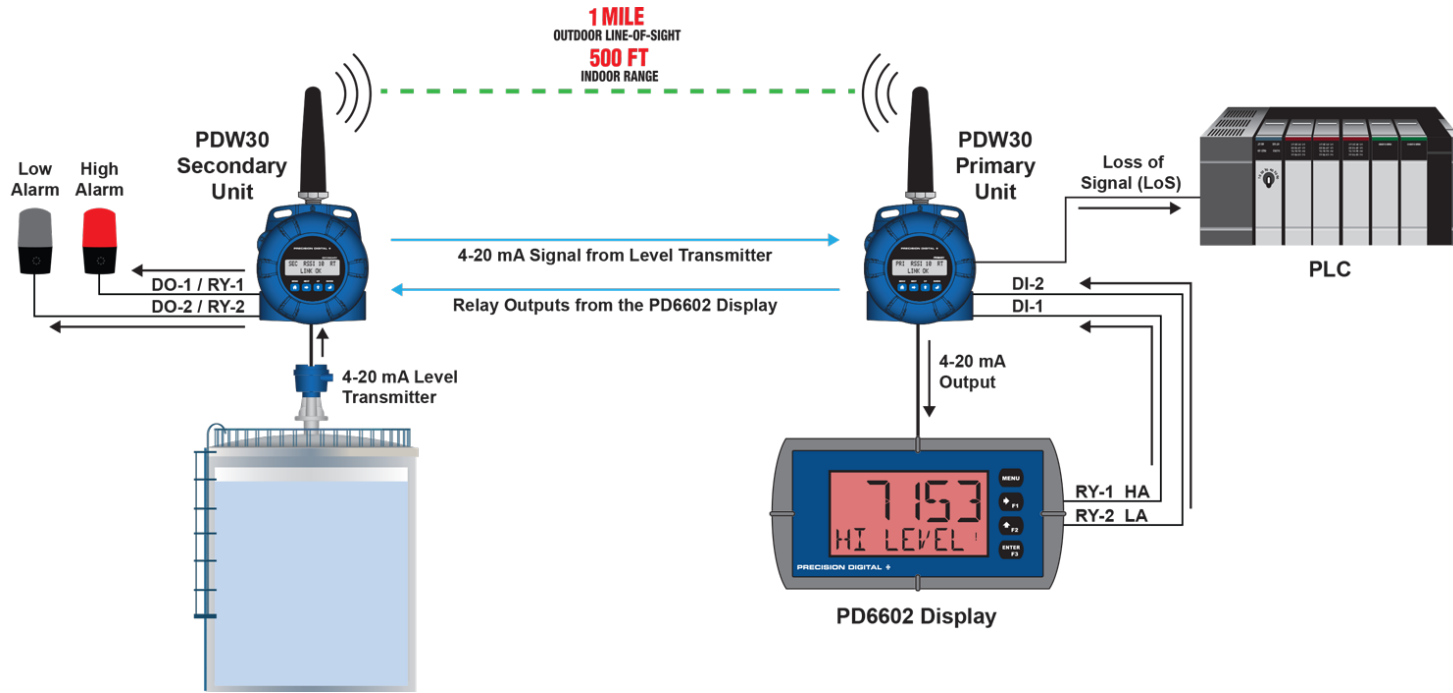 1 MILE
OUTDOOR LINE-OF-SIGHT
500 FT
INDOOR RANGE
PDW30
Secondary
Unit
PDW30
Primary
Unit
Low
Alarm
High
Alarm
Loss of
Signal (LoS)
PLC
PRECISION DIGITAL
SEC RSSI 10 RT
LINK OK
4-20 mA Signal from Level Transmitter
PRECISION DIGITAL
PRI RSSI 10 RT
LINK OK
DO-1 / RY-1
DO-2 / RY-2
Relay Outputs from the PD6602 Display
DI-2
DI-1
4-20 mA Level
Transmitter
4-20 mA
Output
7153
HI LEVEL !
MENU
F1
F2
ENTER
F3
PRECISION DIGITAL
RY-1 HA
RY-2 LA
PD6602 Display